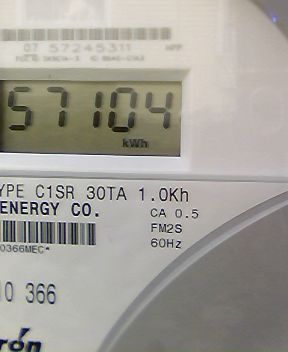 07 57245311
57104
kWh
YPE C1SR 30TA 1.0Kh
ENERGY CO.
CA 0.5
FM2S
60Hz
0366MEC*
10 366
rón